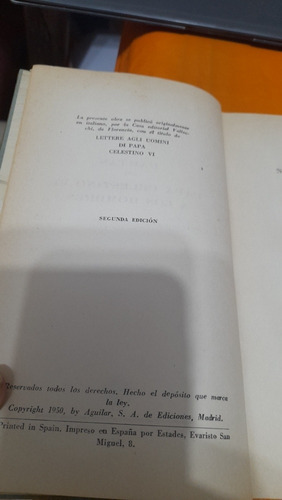 La presente obra se publicó originalmente
en italiano, por la Casa editorial Vallec-
chi, de Florencia, con el título de
LETTERE AGLI UOMINI
DI PAPA
CELESTINO VI
SEGUNDA EDICIÓN
Reservados todos los derechos. Hecho el depósito que marca
la ley.
Copyright 1950, by Aguilar, S. A. de Ediciones, Madrid.
Printed in Spain. Impreso en España por Estades, Evaristo San
Miguel, 8.